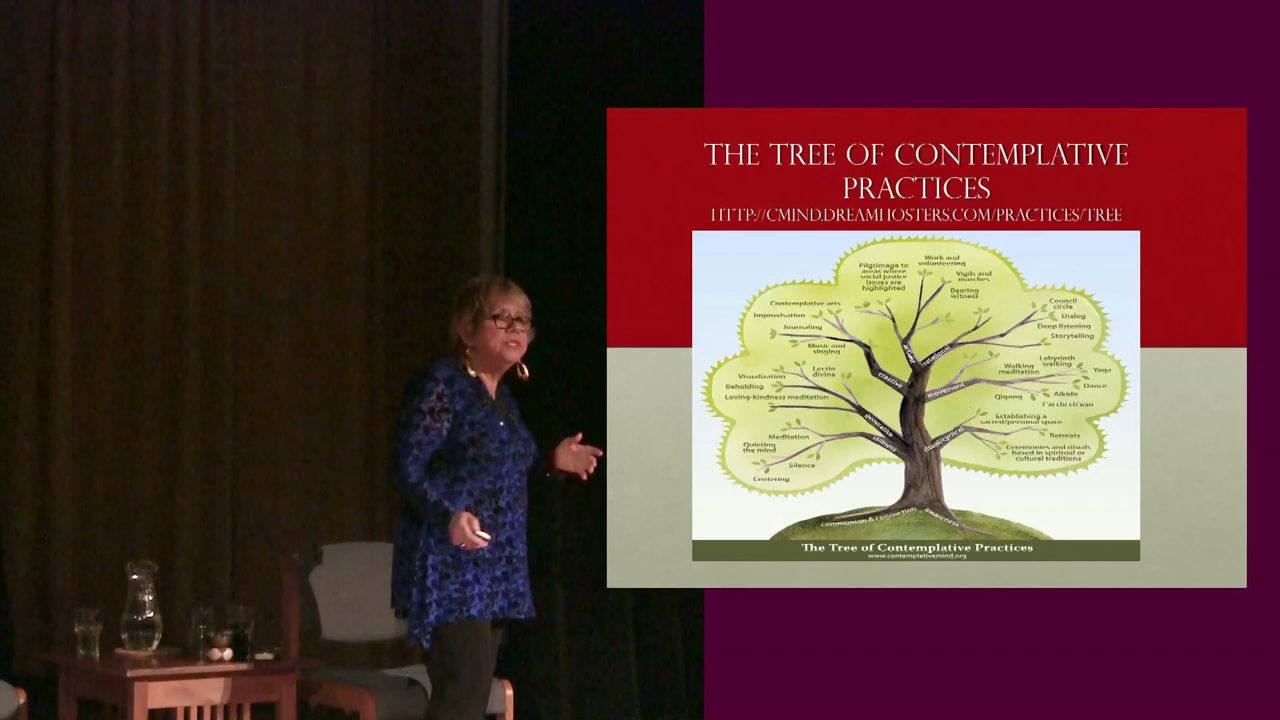 THE TREE OF CONTEMPLATIVE
PRACTICES
HTTP://CMIND.DREAMHOSTERS.COM/PRACTICES/TREE
Work and
volunteering
Pilgrimage to
areas where
social justice
issues are
highlighted
Vigils and
marches
Bearing
witness
Contemplative arts
Improvisation
Journaling
Music and
singing
Council
circle
Dialog
Deep listening
Storytelling
activist
relational
creative
movement
Lectio
divina
Visualization
Beholding
Loving-kindness meditation
Walking
meditation
Labyrinth
walking
Yoga
Dance
Qigong
Aikido
T'ai chi ch'uan
generative
stillness
ritual/cyclical
Establishing a
sacred/personal space
Retreats
Ceremonies and rituals
based in spiritual or
cultural traditions
Meditation
Quieting
the mind
Silence
Centering
communion & connection
awareness
The Tree of Contemplative Practices
www.contemplativemind.org